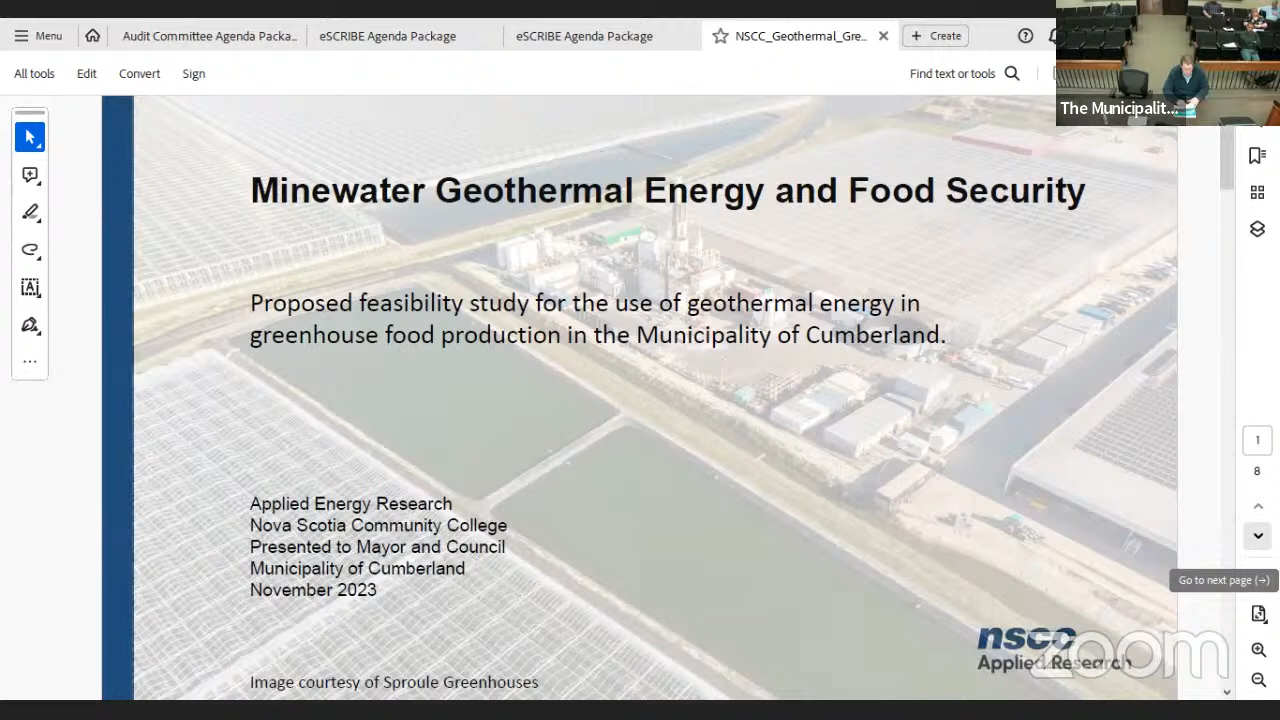 Menu
Audit Committee Agenda Packa...
eSCRIBE Agenda Package
eSCRIBE Agenda Package
NSCC_Geothermal_Gre...
Create
All tools
Edit
Convert
Sign
Find text or tools
The Municipalit...
Minewater Geothermal Energy and Food Security
Proposed feasibility study for the use of geothermal energy in
greenhouse food production in the Municipality of Cumberland.
Applied Energy Research
Nova Scotia Community College
Presented to Mayor and Council
Municipality of Cumberland
November 2023
Image courtesy of Sproule Greenhouses
nscc
Applied Research
zoom
1
8
Go to next page (→)